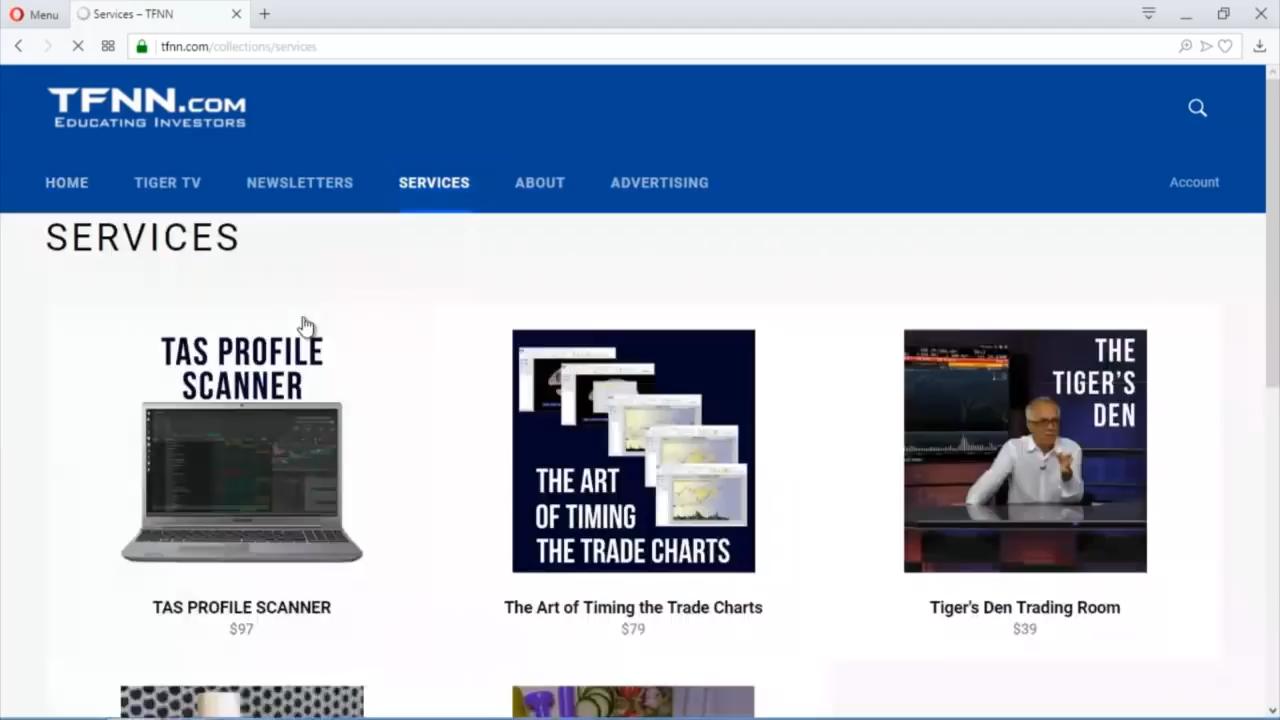 Menu
Services – TFNN
tfnn.com/collections/services
TFNN.COM
EDUCATING INVESTORS
HOME TIGER TV NEWSLETTERS SERVICES ABOUT ADVERTISING Account
SERVICES
TAS PROFILE
SCANNER
THE ART
OF TIMING
THE TRADE CHARTS
THE
TIGER'S
DEN
TAS PROFILE SCANNER
$97
The Art of Timing the Trade Charts
$79
Tiger's Den Trading Room
$39